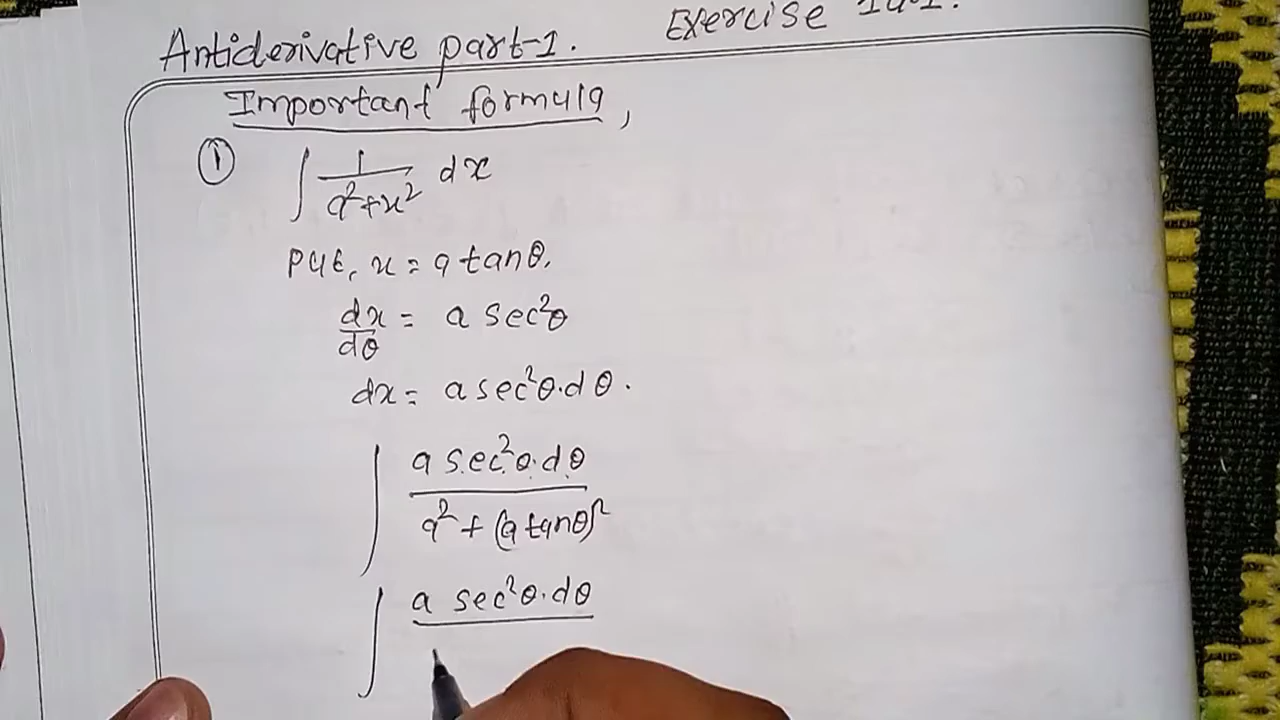 Antiderivative part-1. Exercise
Important formula,
① ∫ 1/(a²+x²) dx
Put, x = a tanθ.
dx/dθ = a sec²θ
dx = a sec²θ.dθ.
∫ a sec²θ.dθ / a² + (a tanθ)²
∫ a sec²θ.dθ